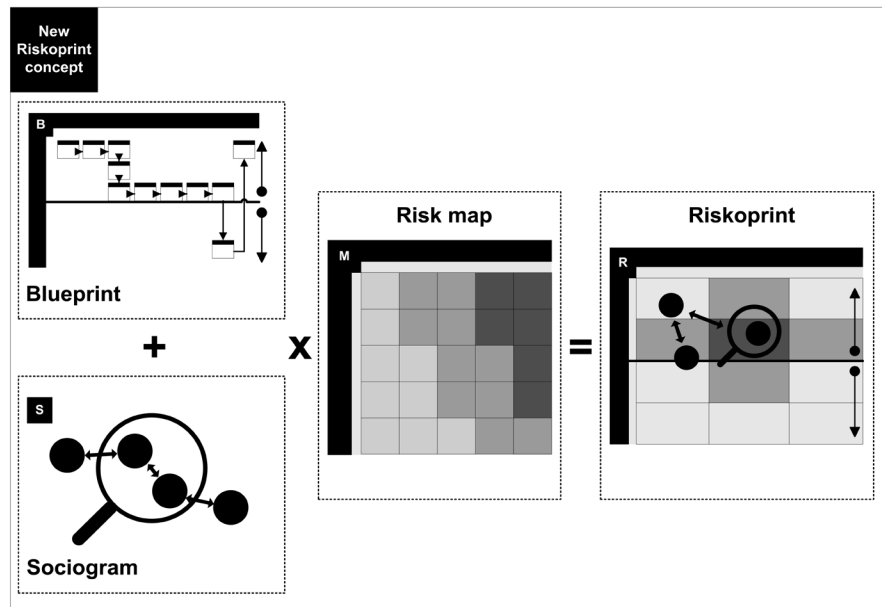 New
Riskoprint
concept
B
Blueprint
+
S
Sociogram
X
Risk map
M
=
Riskoprint
R